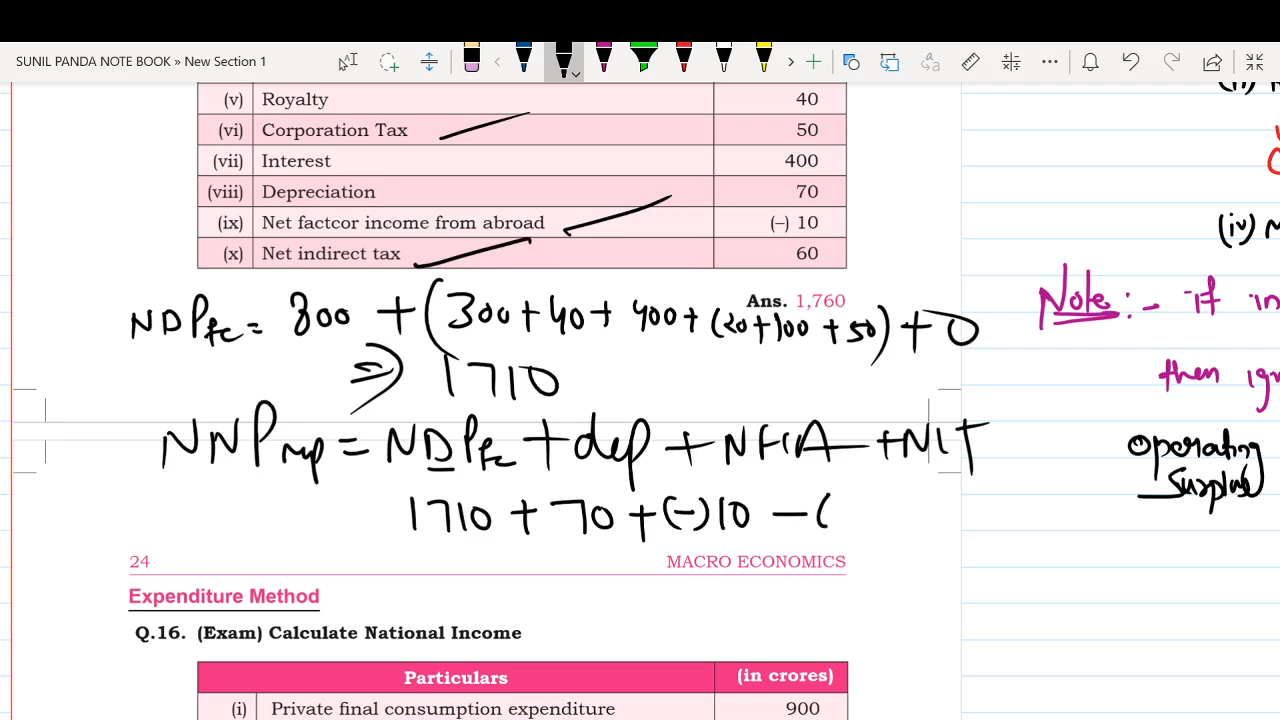 SUNIL PANDA NOTE BOOK » New Section 1
(v) Royalty 40
(vi) Corporation Tax 50
(vii) Interest 400
(viii) Depreciation 70
(ix) Net factcor income from abroad (–) 10
(x) Net indirect tax 60
Ans. 1,760
NDPfc = 800 + (300 + 40 + 400 + (20 + 100 + 50) + 0
⇒ 1710
NNPmp = NDPfc + dep + NFIA + NIT
1710 + 70 + (-) 10 - (
24 MACRO ECONOMICS
Expenditure Method
Q.16. (Exam) Calculate National Income
Particulars (in crores)
(i) Private final consumption expenditure 900
(iv)
Note:- if in
then ig
Operating
Surplus